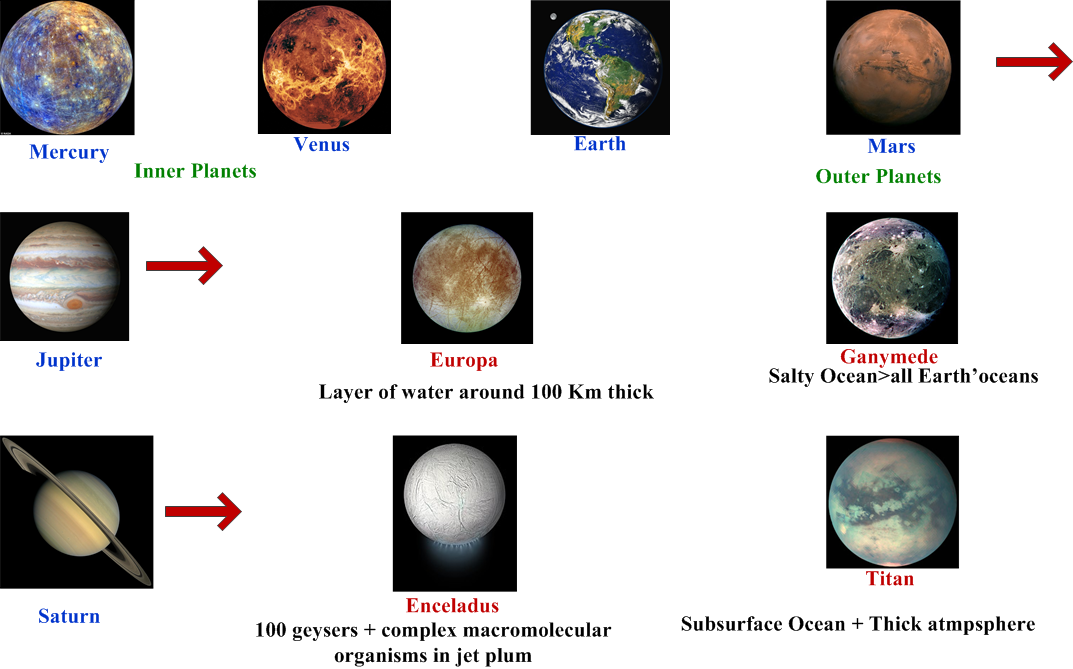 Mercury
Venus
Earth
Mars
Inner Planets
Outer Planets
Jupiter
Europa
Ganymede
Layer of water around 100 Km thick
Salty Ocean>all Earth’oceans
Saturn
Enceladus
Titan
100 geysers + complex macromolecular
organisms in jet plum
Subsurface Ocean + Thick atmpsphere